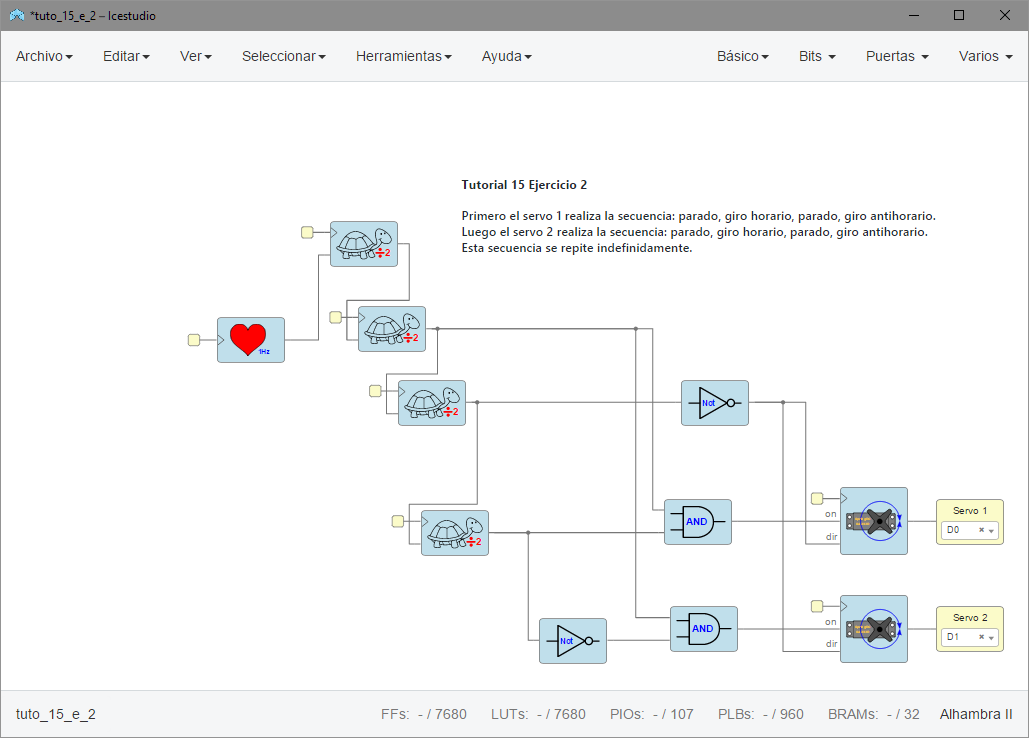 *tuto_15_e_2 – Icestudio
Archivo Editar Ver Seleccionar Herramientas Ayuda Básico Bits Puertas Varios
Tutorial 15 Ejercicio 2
Primero el servo 1 realiza la secuencia: parado, giro horario, parado, giro antihorario.
Luego el servo 2 realiza la secuencia: parado, giro horario, parado, giro antihorario.
Esta secuencia se repite indefinidamente.
÷2
÷2
1Hz
÷2
Not
÷2
AND
on
dir
Servo 1
D0
Not
AND
on
dir
Servo 2
D1
tuto_15_e_2 FFs: - / 7680 LUTs: - / 7680 PIOs: - / 107 PLBs: - / 960 BRAMs: - / 32 Alhambra II